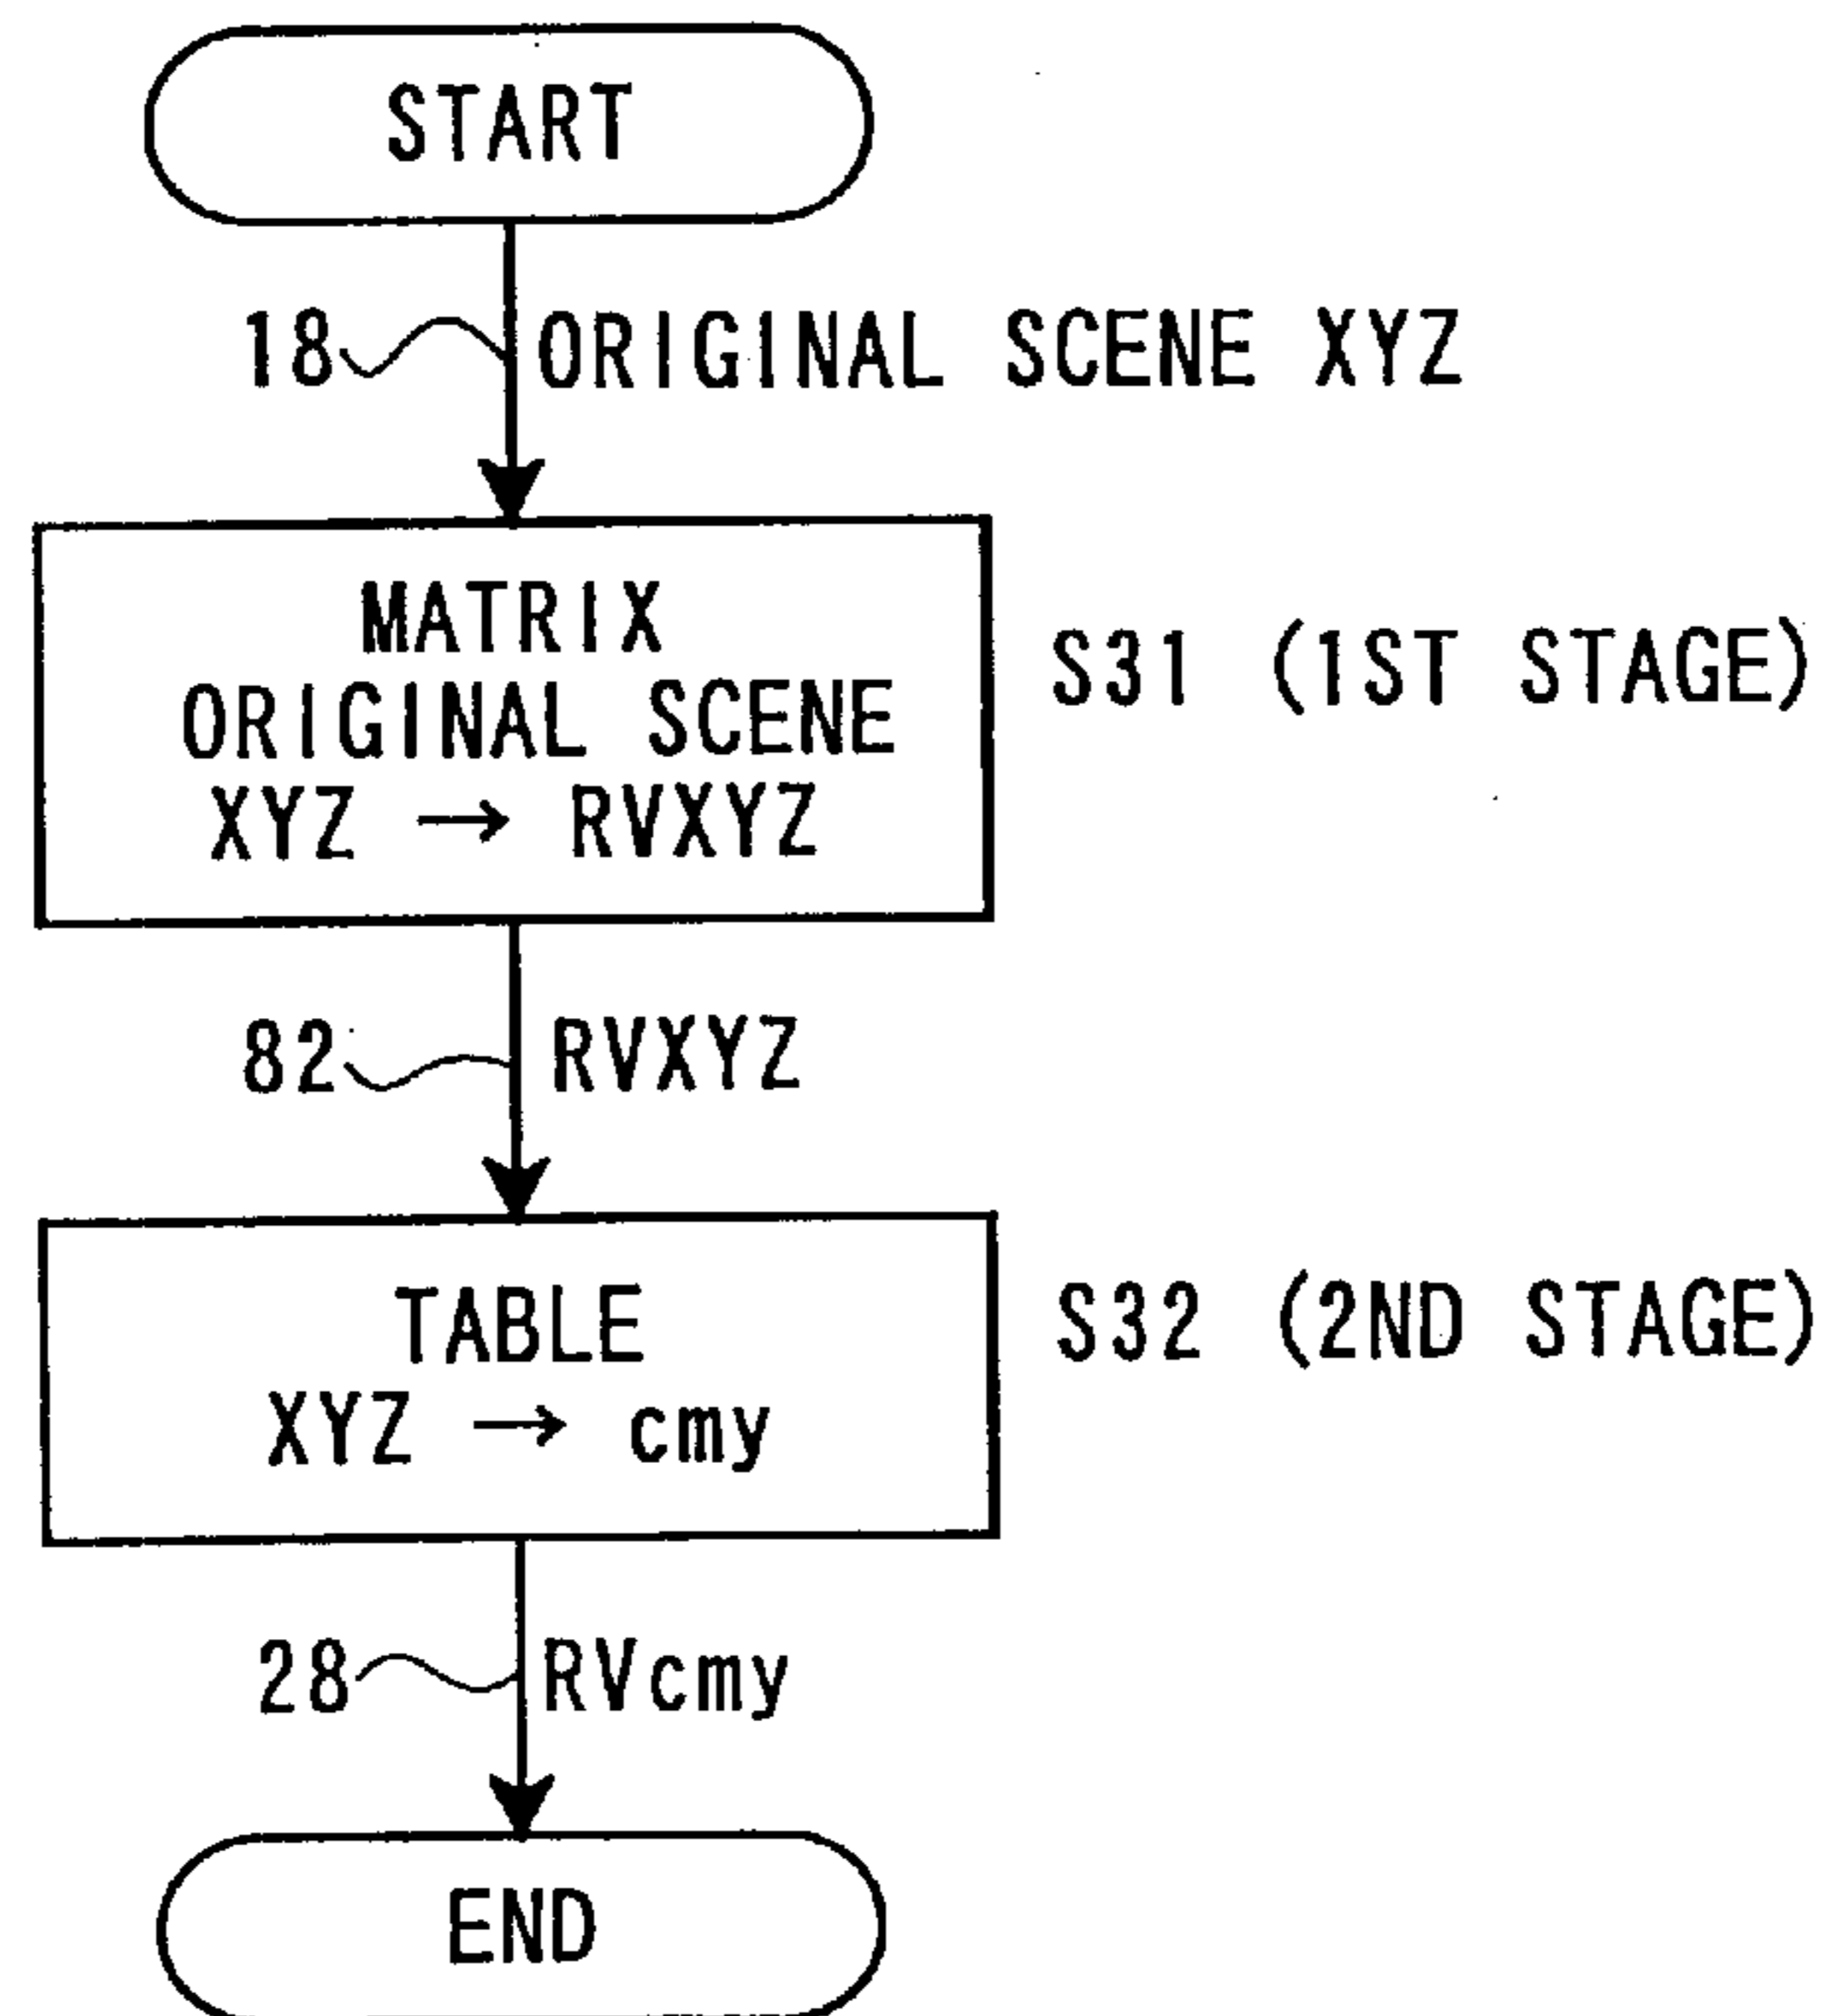 START
18 ORIGINAL SCENE XYZ
MATRIX
ORIGINAL SCENE
XYZ → RVXYZ
S31 (1ST STAGE)
82 RVXYZ
TABLE
XYZ → cmy
S32 (2ND STAGE)
28 RVcmy
END